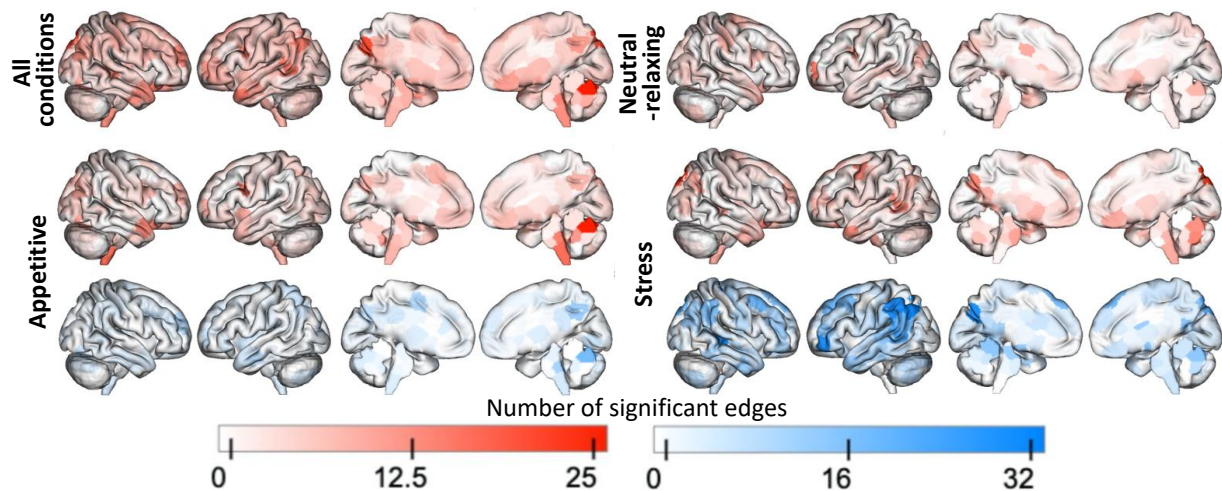 All
conditions
Neutral
-relaxing
Appetitive
Stress
Number of significant edges
0 12.5 25
0 16 32